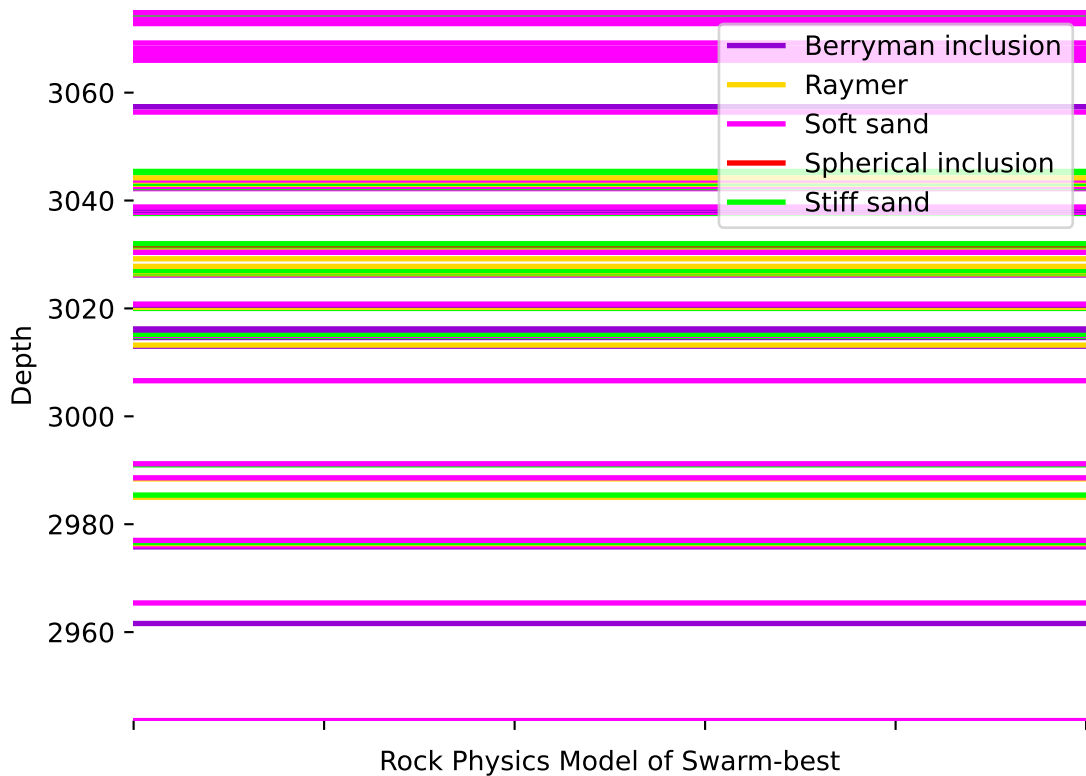 Berryman inclusion
Raymer
Soft sand
Spherical inclusion
Stiff sand
3060
3040
3020
3000
2980
2960
Depth
Rock Physics Model of Swarm-best